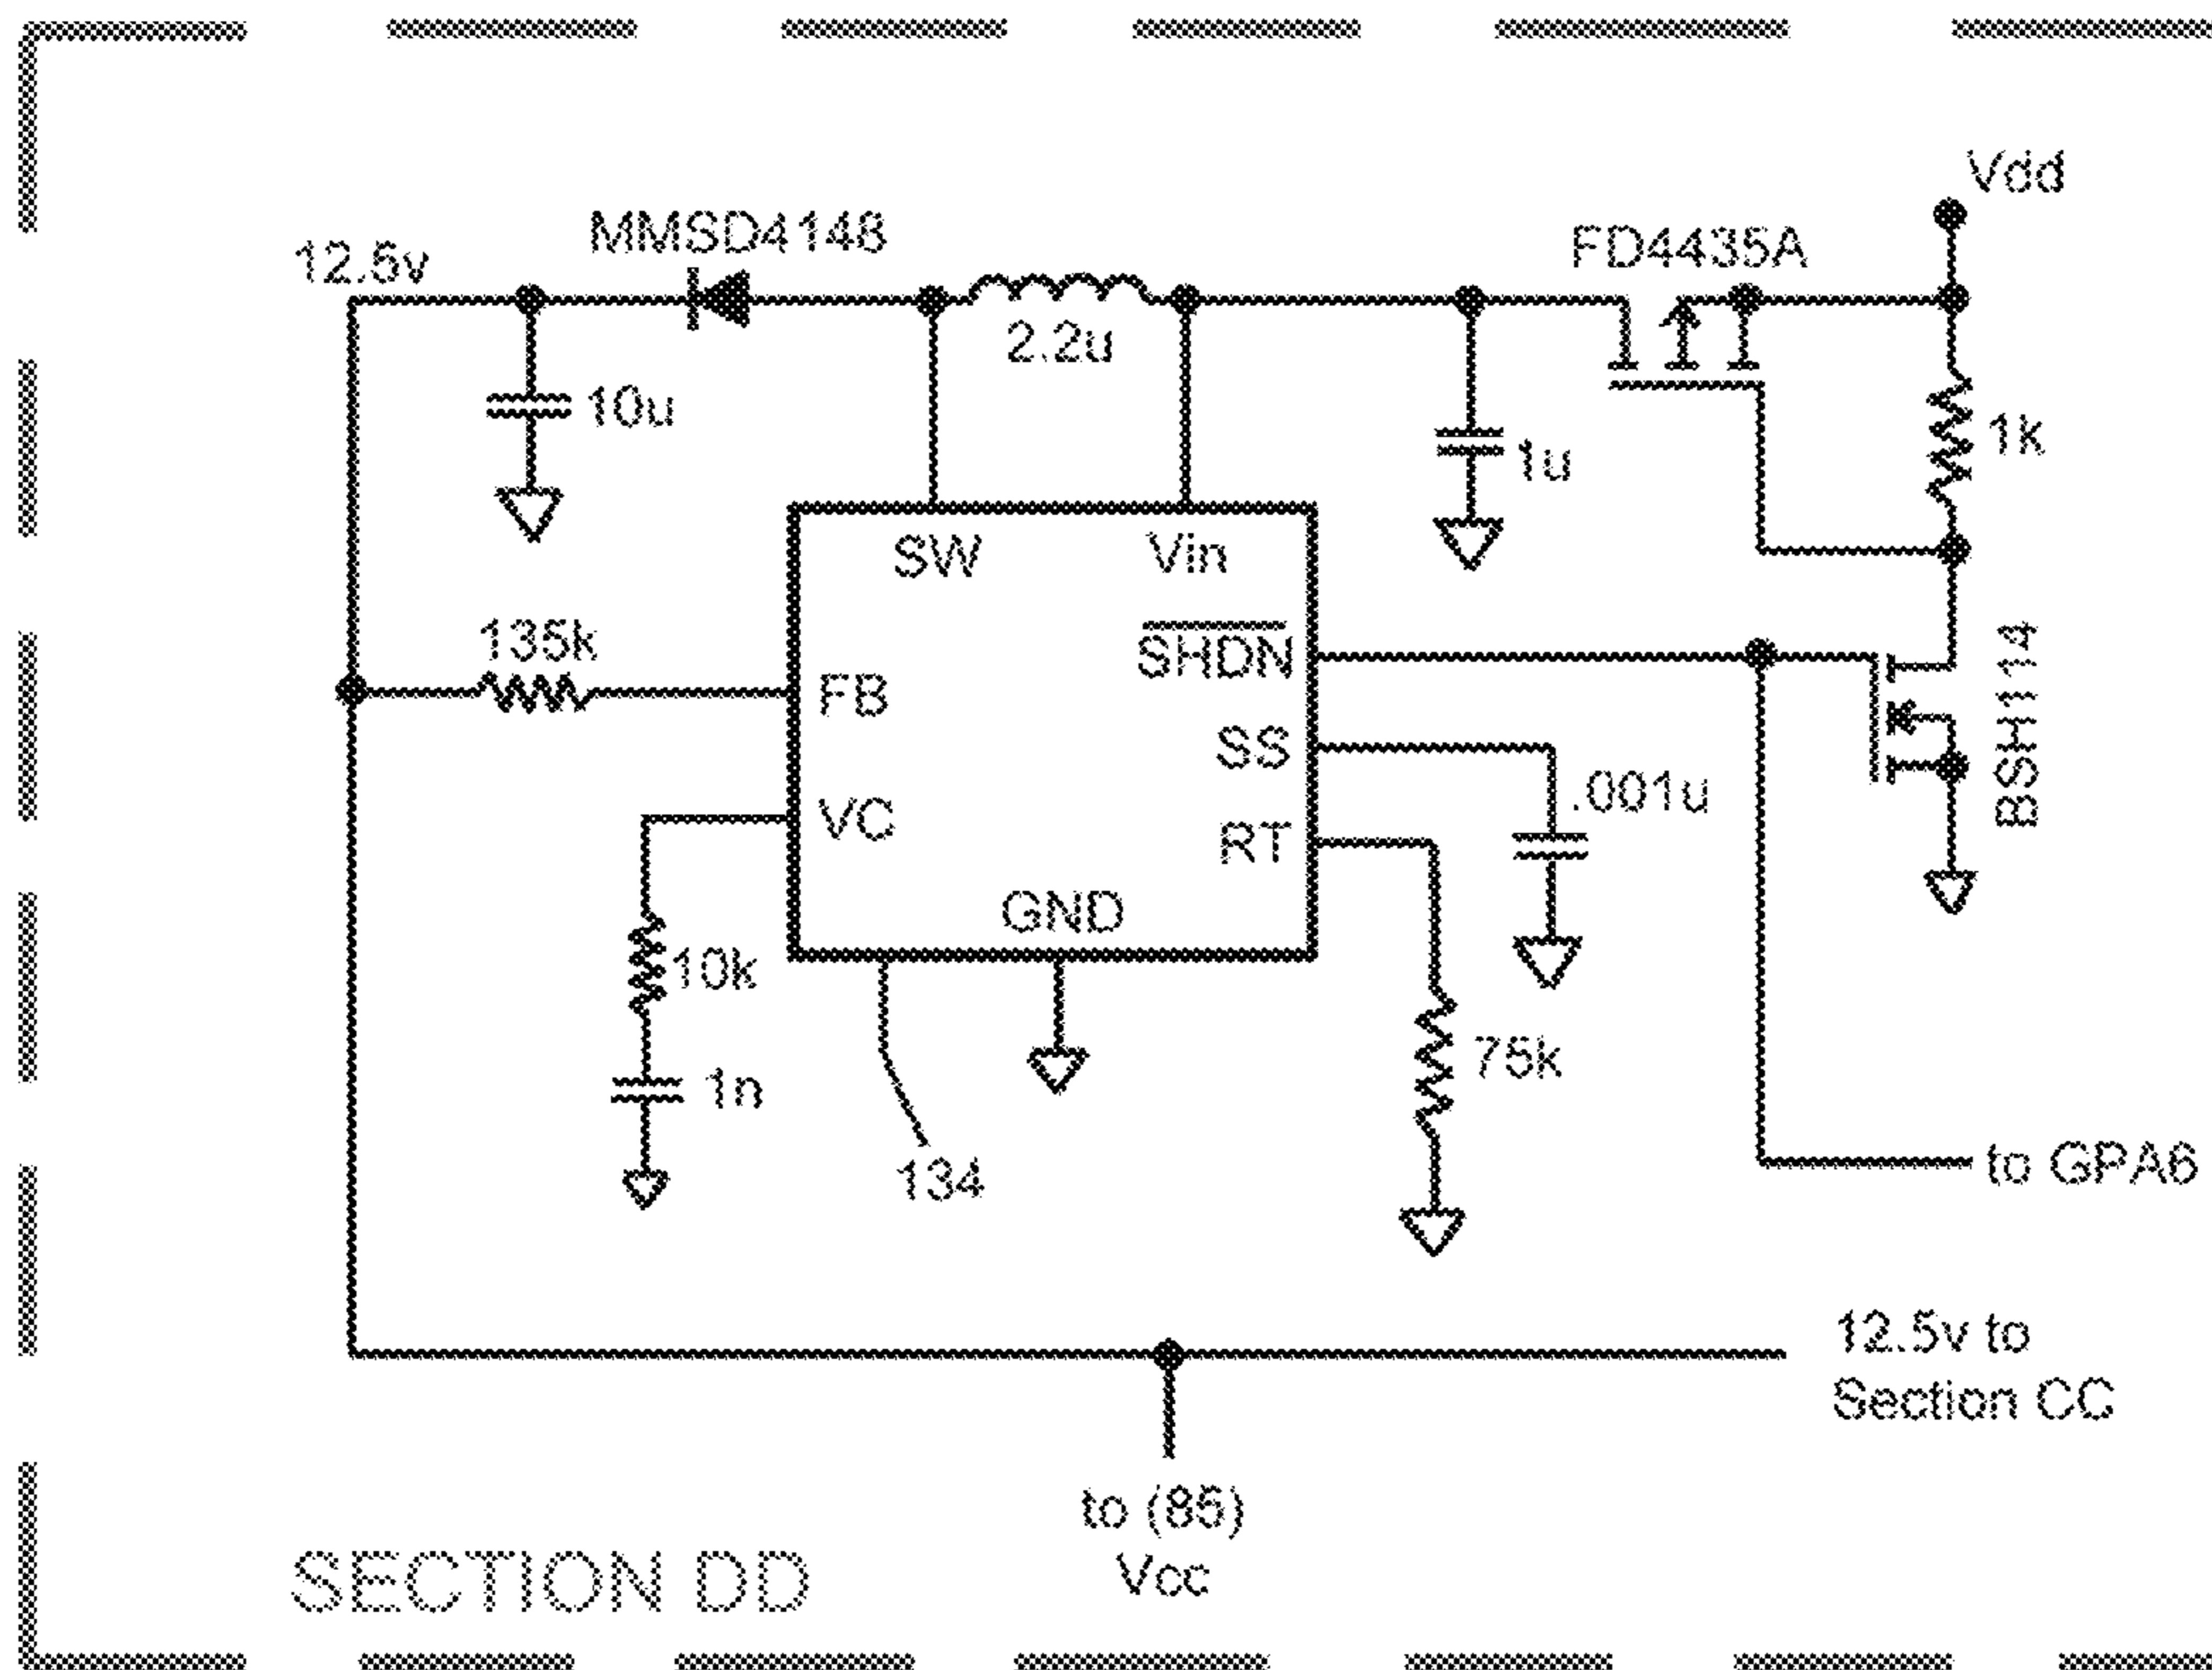 Vdd
MMSD4148
FD4435A
12.5v
2.2u
10u
1u
1k
SW
Vin
SHDN
135k
FB
SS
BSH114
.001u
VC
RT
GND
10k
75k
1n
134
to GPA6
12.5v to
Section CC
to (85)
Vcc
SECTION DD